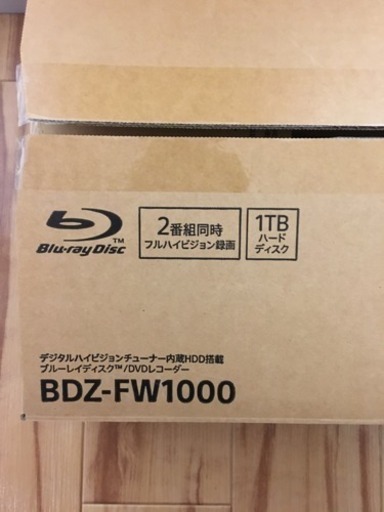 Blu-ray Disc™
2番組同時
フルハイビジョン録画
1TB
ハード
ディスク
デジタルハイビジョンチューナー内蔵HDD搭載
ブルーレイディスク™/DVDレコーダー
BDZ-FW1000